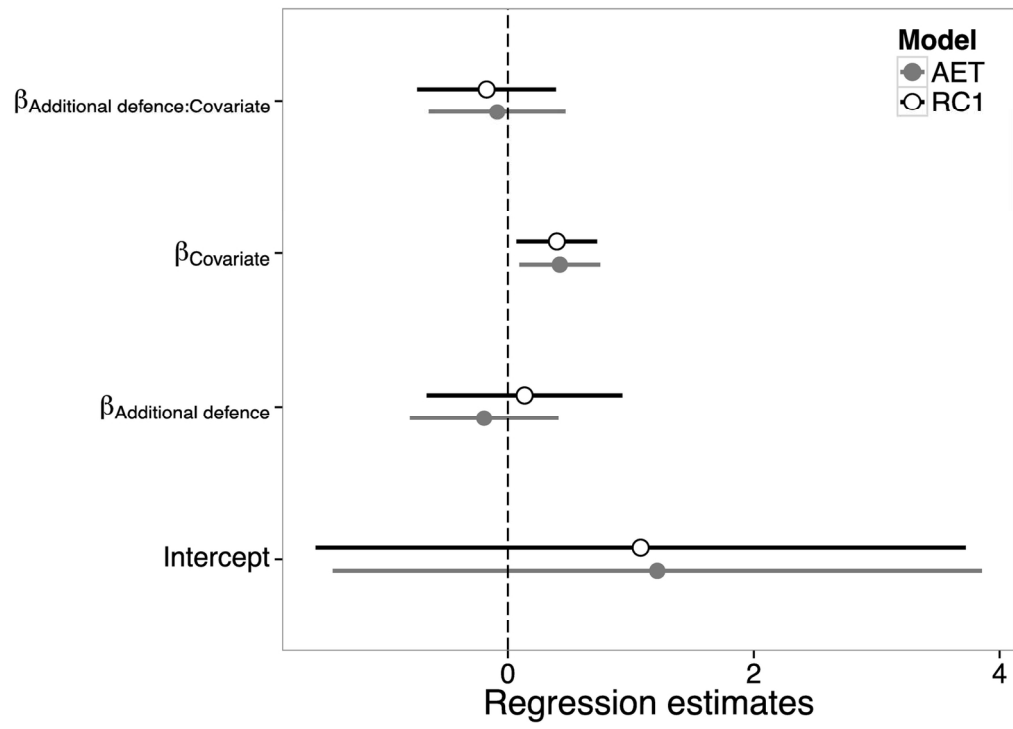 Model
AET
RC1
βAdditional defence:Covariate
βCovariate
βAdditional defence
Intercept
0 2 4
Regression estimates